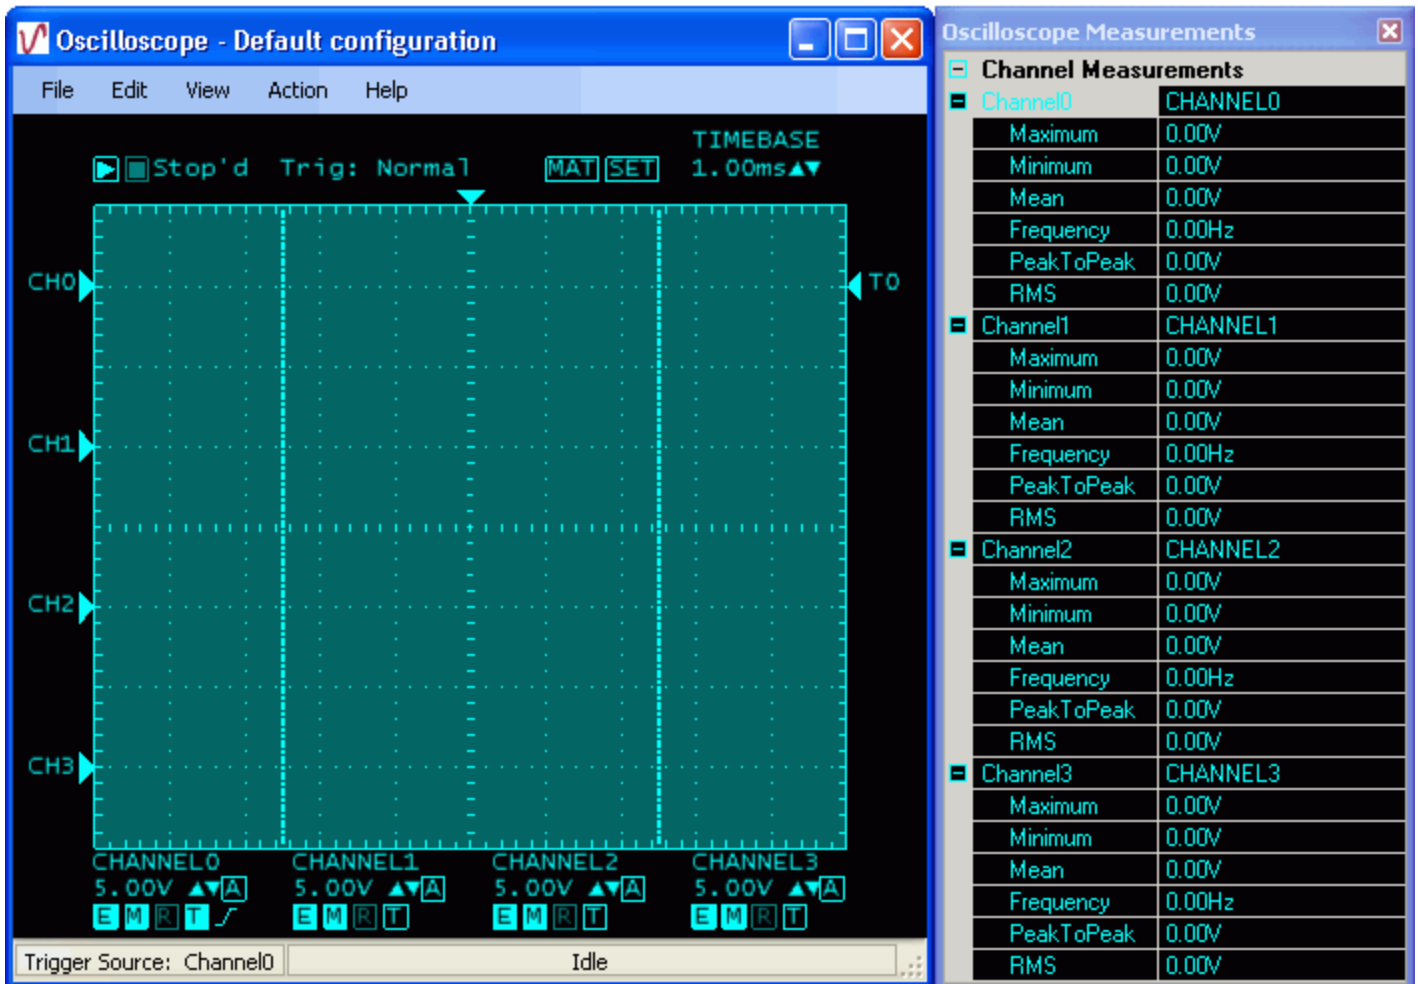 Oscilloscope - Default configuration
File Edit View Action Help
TIMEBASE
Stop'd Trig: Normal MAT SET 1.00ms
CH0
T0
CH1
CH2
CH3
CHANNEL0 CHANNEL1 CHANNEL2 CHANNEL3
5.00V A 5.00V A 5.00V A 5.00V A
E M R T E M R T E M R T E M R T
Trigger Source: Channel0 Idle
Oscilloscope Measurements
Channel Measurements
Channel0 CHANNEL0
Maximum 0.00V
Minimum 0.00V
Mean 0.00V
Frequency 0.00Hz
PeakToPeak 0.00V
RMS 0.00V
Channel1 CHANNEL1
Maximum 0.00V
Minimum 0.00V
Mean 0.00V
Frequency 0.00Hz
PeakToPeak 0.00V
RMS 0.00V
Channel2 CHANNEL2
Maximum 0.00V
Minimum 0.00V
Mean 0.00V
Frequency 0.00Hz
PeakToPeak 0.00V
RMS 0.00V
Channel3 CHANNEL3
Maximum 0.00V
Minimum 0.00V
Mean 0.00V
Frequency 0.00Hz
PeakToPeak 0.00V
RMS 0.00V